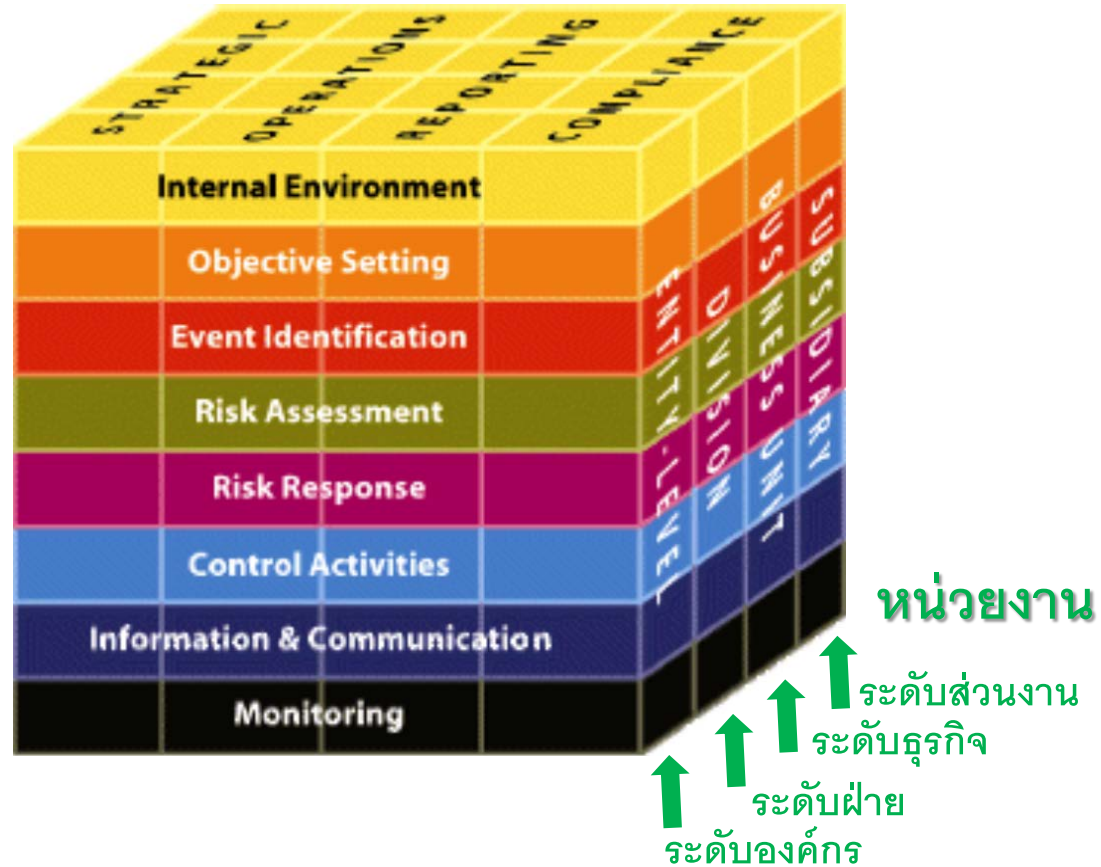 STRATEGIC
OPERATIONS
REPORTING
COMPLIANCE
Internal Environment
Objective Setting
Event Identification
Risk Assessment
Risk Response
Control Activities
Information & Communication
Monitoring
ENTITY-LEVEL
DIVISION
BUSINESS UNIT
SUBSIDIARY
หน่วยงาน
ระดับส่วนงาน
ระดับธุรกิจ
ระดับฝ่าย
ระดับองค์กร